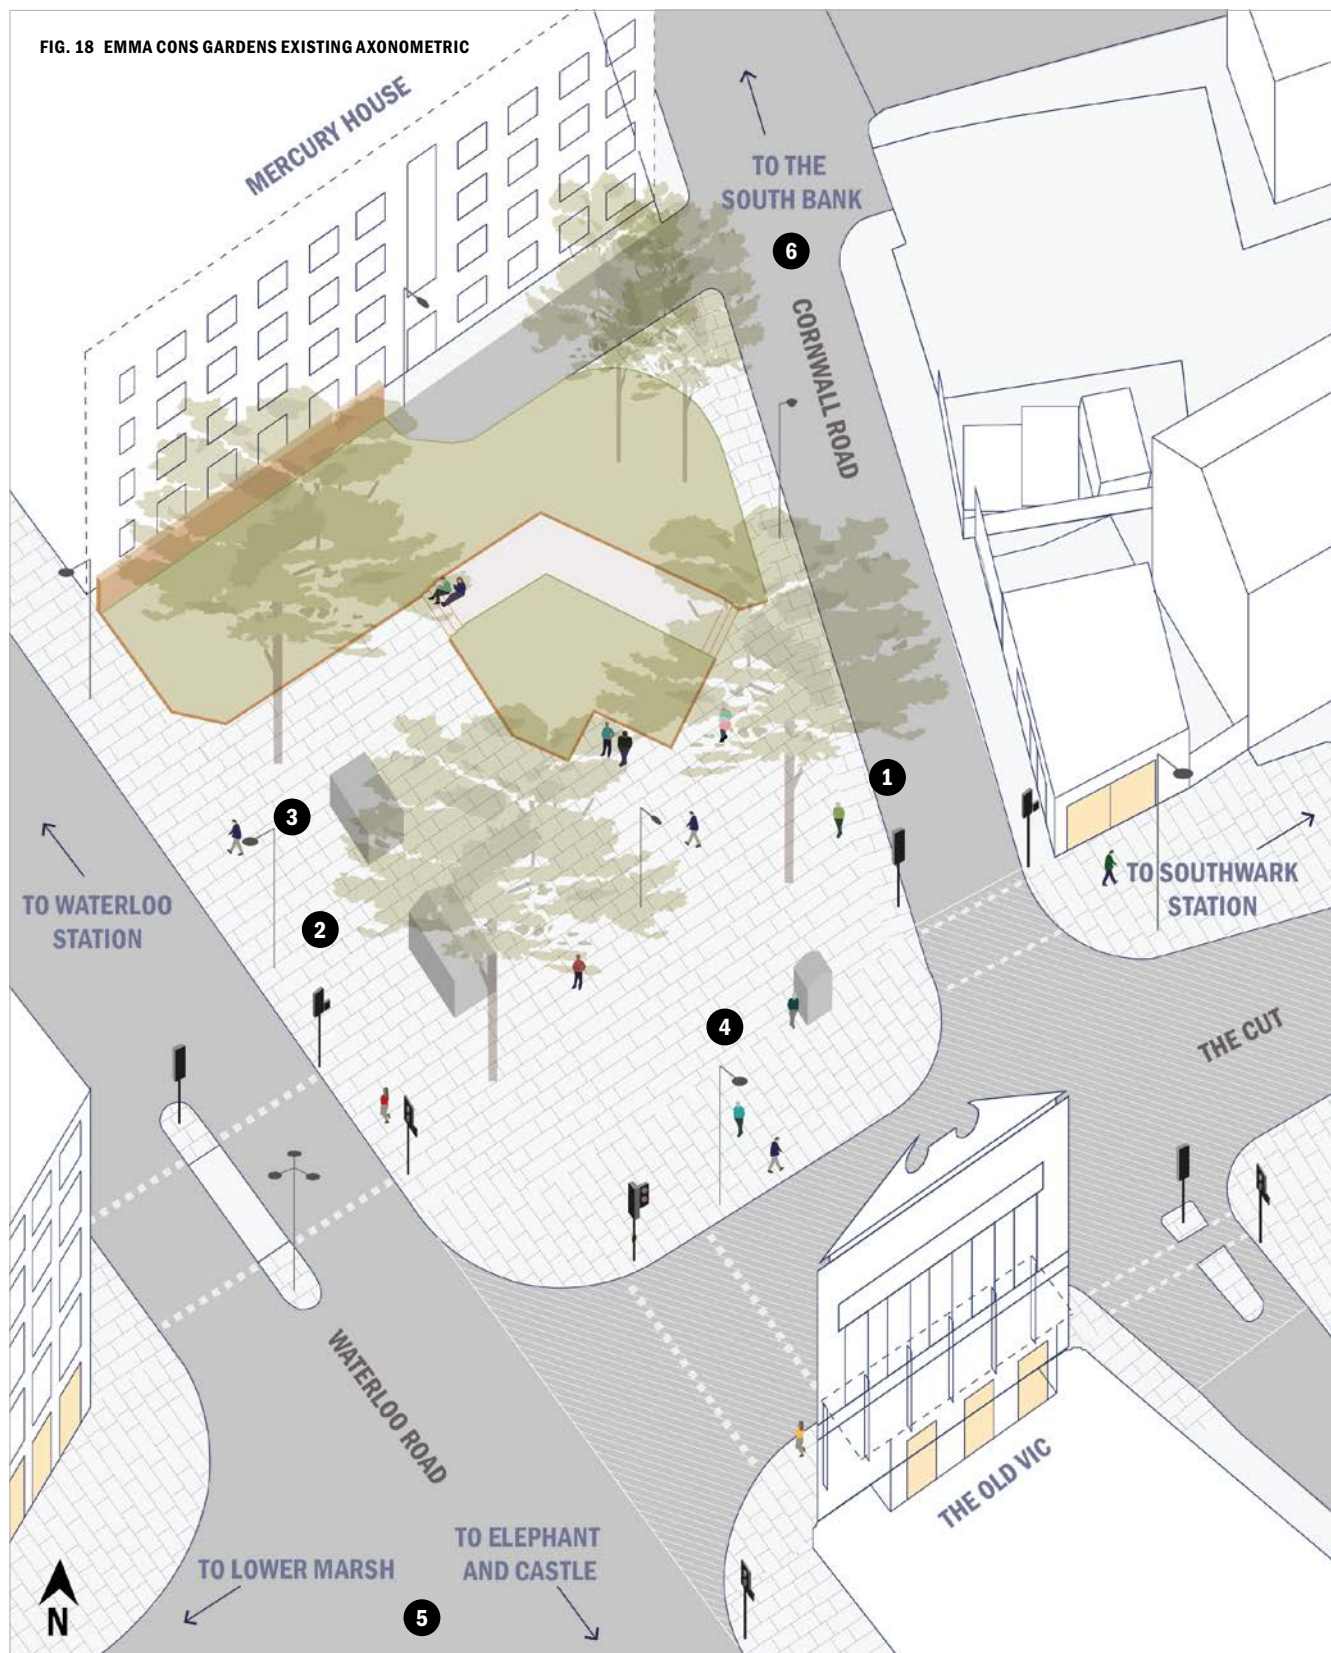 FIG. 18 EMMA CONS GARDENS EXISTING AXONOMETRIC
MERCURY HOUSE
TO THE
SOUTH BANK
6
CORNWALL ROAD
1
3
TO SOUTHWARK
STATION
TO WATERLOO
STATION
2
4
THE CUT
WATERLOO ROAD
THE OLD VIC
TO ELEPHANT
AND CASTLE
TO LOWER MARSH
5
N